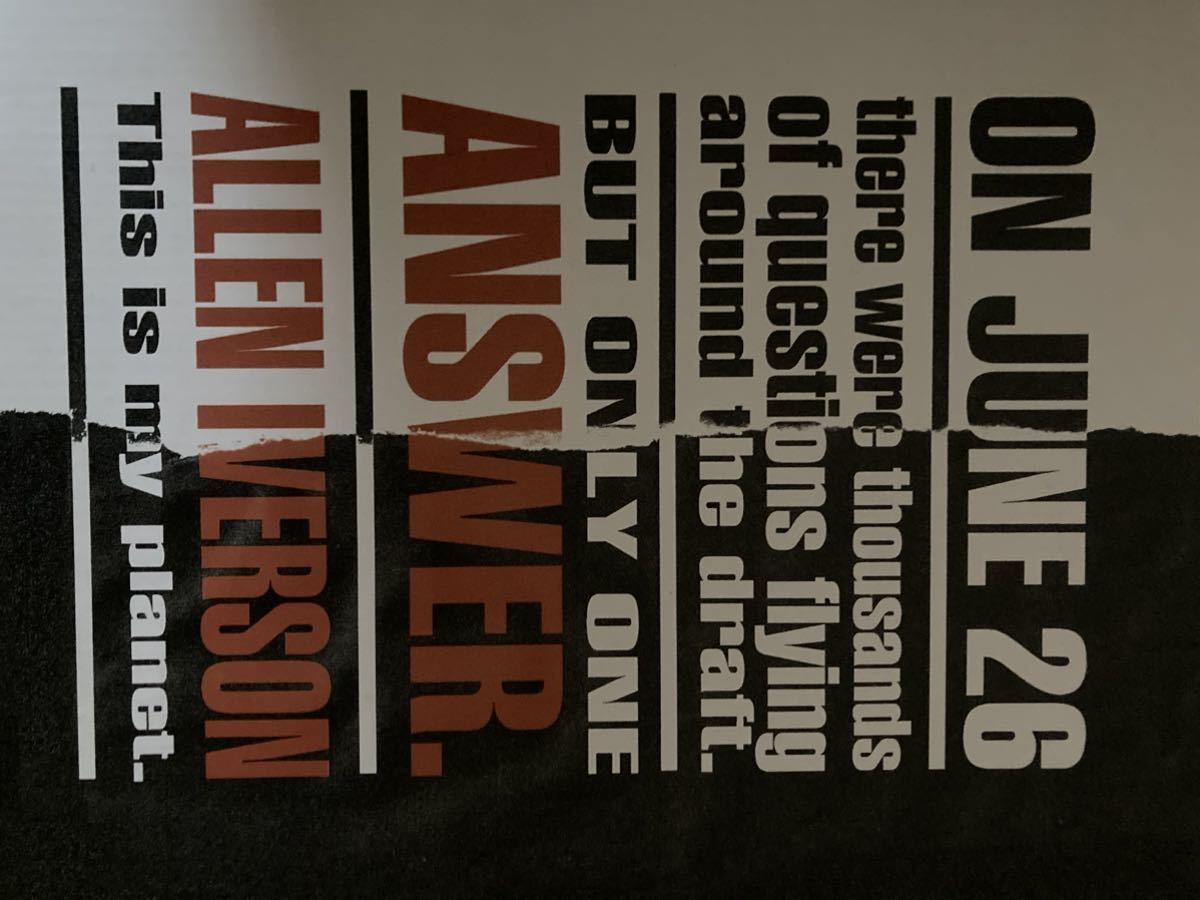 ON JUNE 26
there were thousands
of questions flying
around the draft.
BUT ONLY ONE
ANSWER.
ALLEN IVERSON
This is my planet.